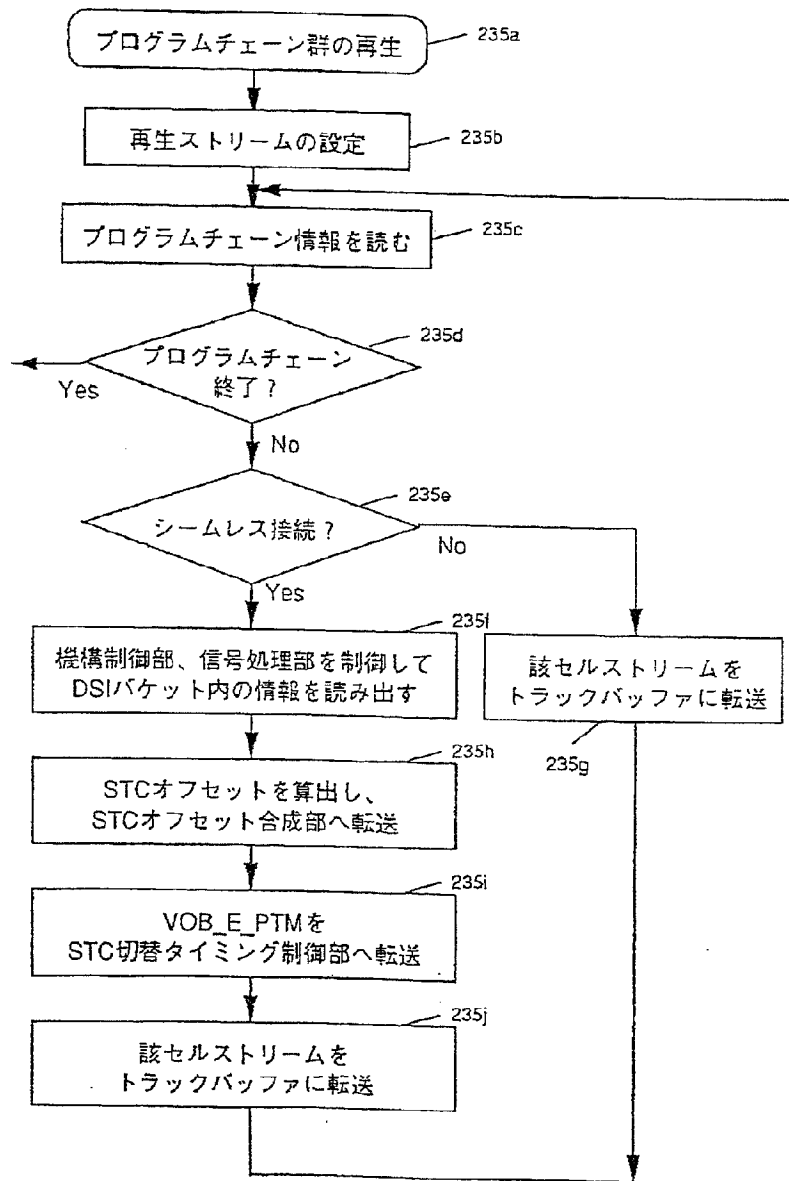 プログラムチェーン群の再生
235a
再生ストリームの設定
235b
プログラムチェーン情報を読む
235c
プログラムチェーン
終了？
235d
Yes
No
シームレス接続？
235e
No
Yes
235f
機構制御部、信号処理部を制御して
DSIパケット内の情報を読み出す
該セルストリームを
トラックバッファに転送
235g
235h
STCオフセットを算出し、
STCオフセット合成部へ転送
235i
VOB_E_PTMを
STC切替タイミング制御部へ転送
235j
該セルストリームを
トラックバッファに転送